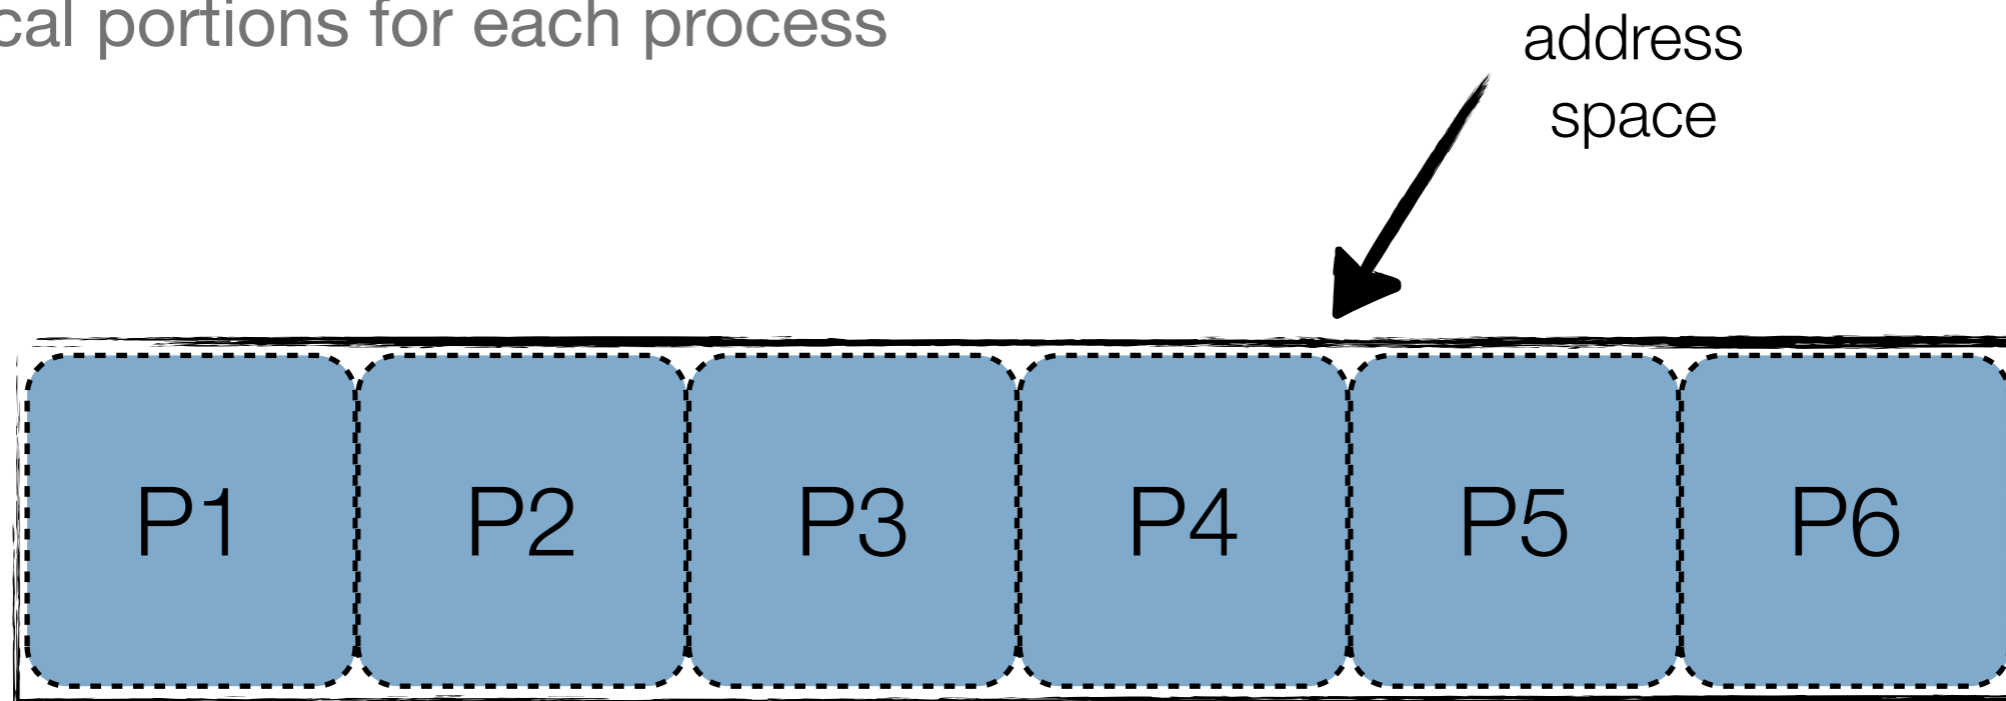 cal portions for each process
address
space
P1 P2 P3 P4 P5 P6